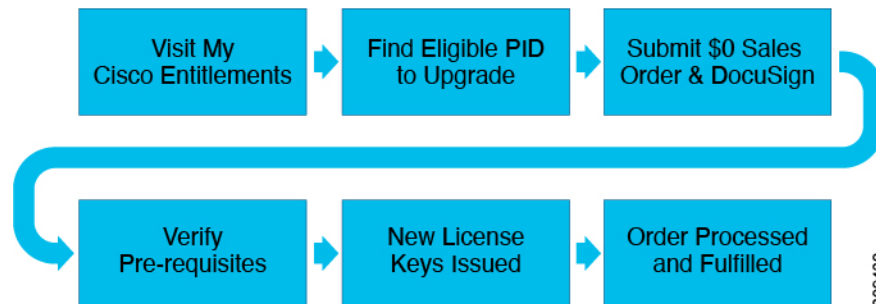 Visit My
Cisco Entitlements
Find Eligible PID
to Upgrade
Submit $0 Sales
Order & DocuSign
Verify
Pre-requisites
New License
Keys Issued
Order Processed
and Fulfilled